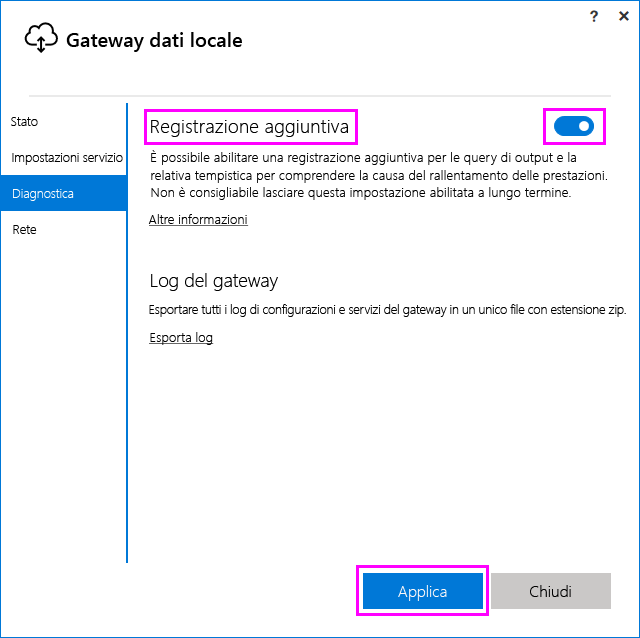 ? ×
Gateway dati locale
Stato
Impostazioni servizio
Diagnostica
Rete
Registrazione aggiuntiva
È possibile abilitare una registrazione aggiuntiva per le query di output e la
relativa tempistica per comprendere la causa del rallentamento delle prestazioni.
Non è consigliabile lasciare questa impostazione abilitata a lungo termine.
Altre informazioni
Log del gateway
Esportare tutti i log di configurazioni e servizi del gateway in un unico file con estensione zip.
Esporta log
Applica
Chiudi